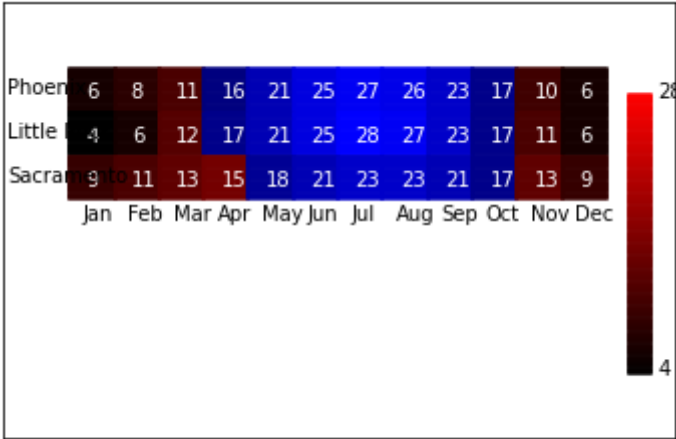 Phoenix 6 8 11 16 21 25 27 26 23 17 10 6 28
Little 4 6 12 17 21 25 28 27 23 17 11 6
Sacramento 9 11 13 15 18 21 23 23 21 17 13 9
Jan Feb Mar Apr May Jun Jul Aug Sep Oct Nov Dec
4